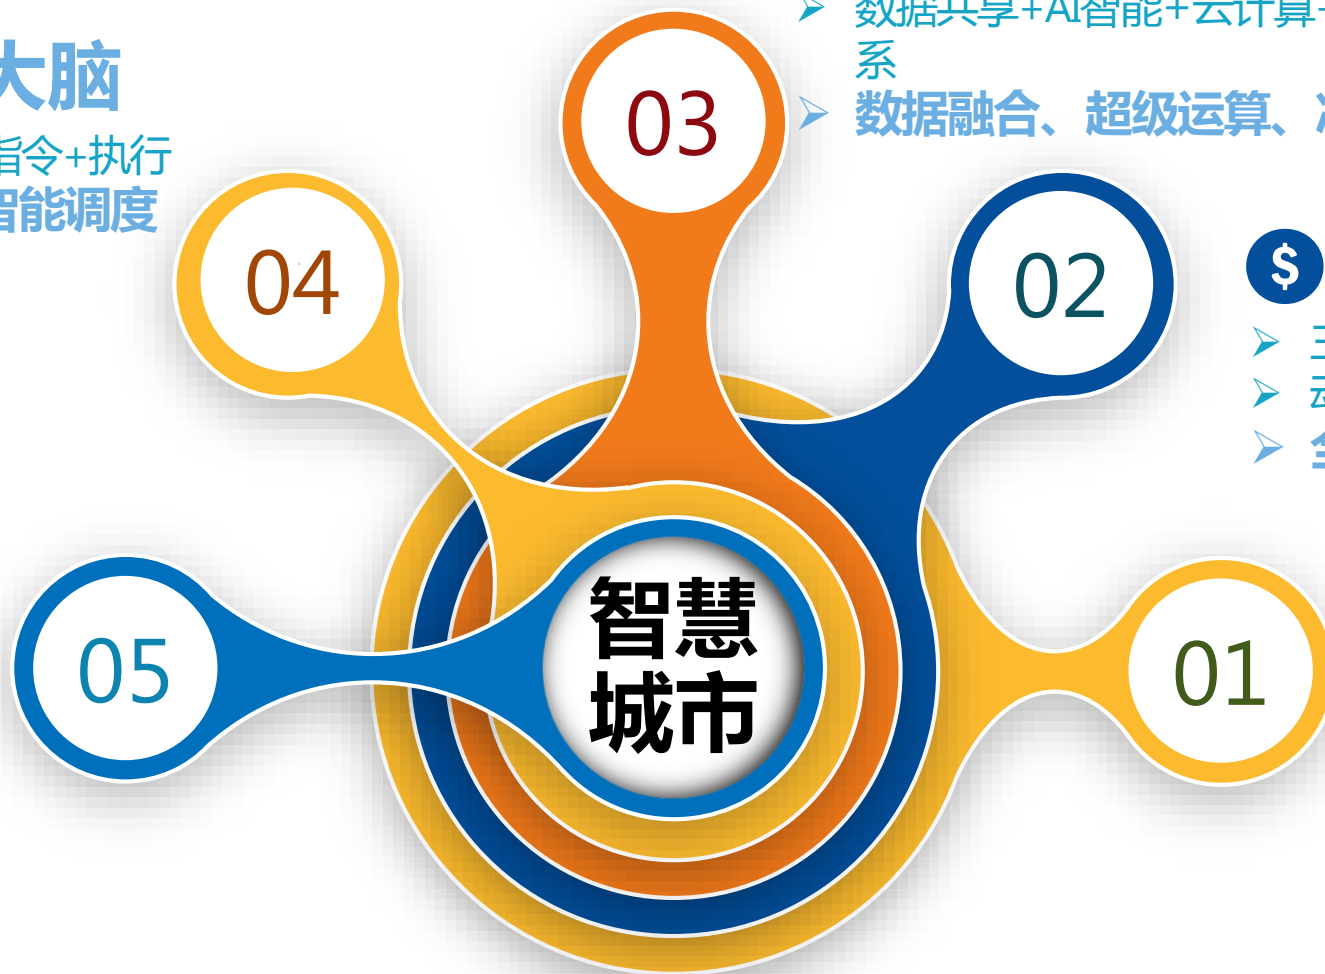 数据共享+AI智能+云计算+
系
数据融合、超级运算、
大脑
指令+执行
智能调度
03
04
02
$
05
01
智慧
城市